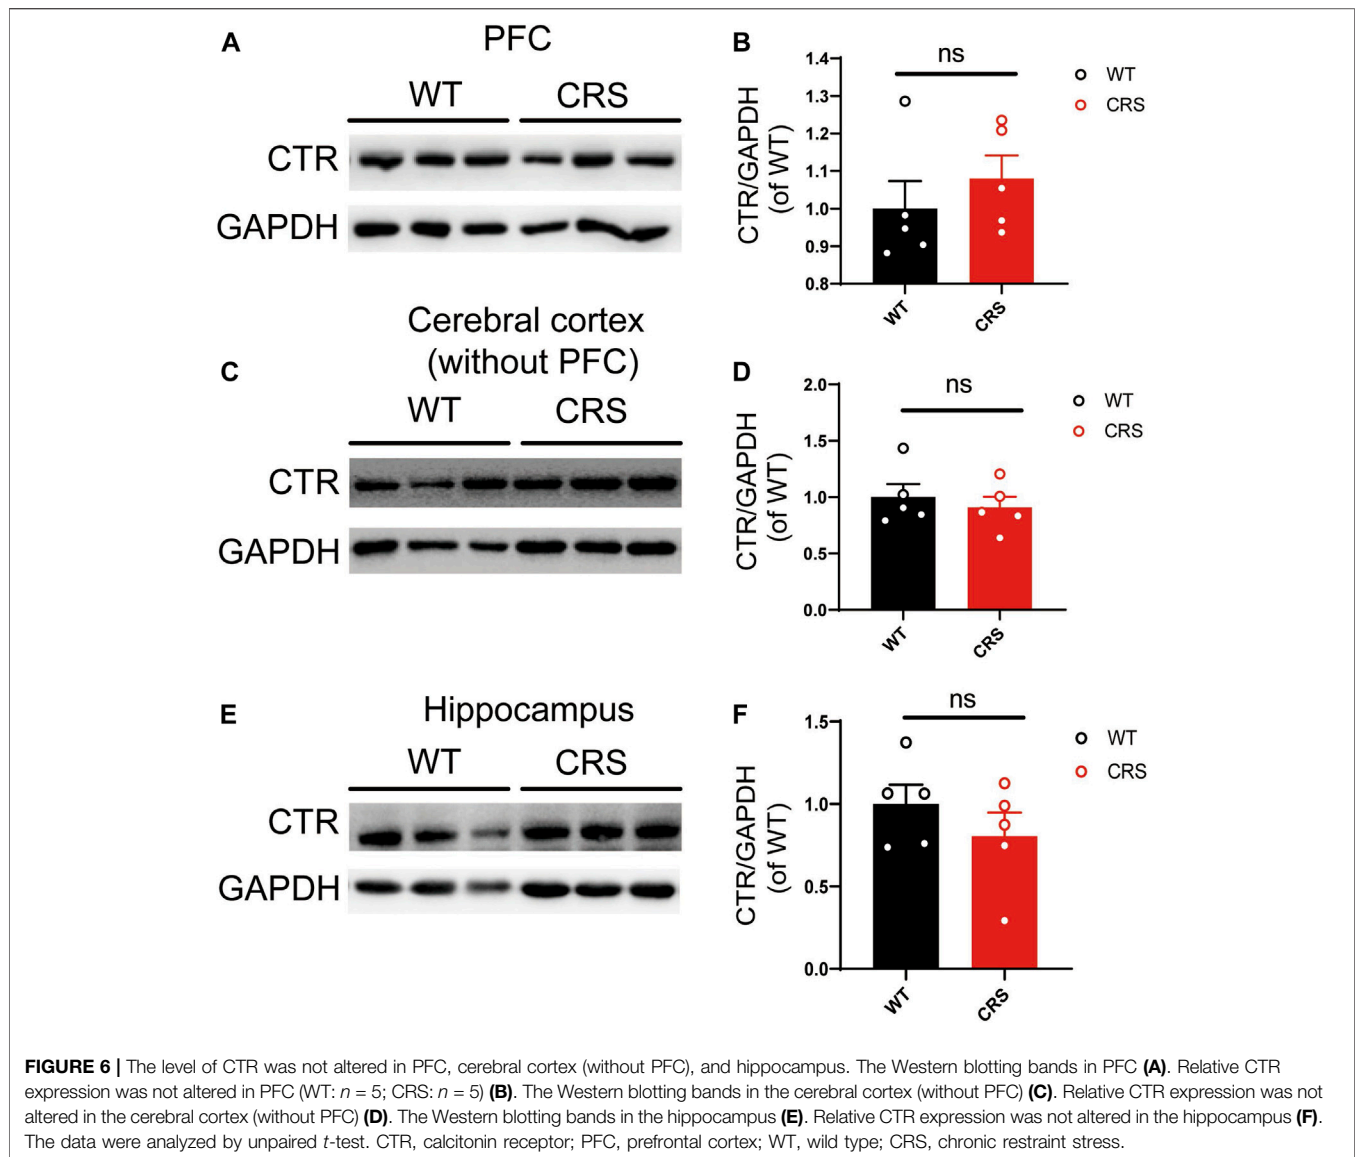 A
PFC
WT CRS
CTR
GAPDH
B
ns
WT
CRS
CTR/GAPDH
(of WT)
1.4
1.3
1.2
1.1
1.0
0.9
0.8
WT CRS
C
Cerebral cortex
(without PFC)
WT CRS
CTR
GAPDH
D
ns
WT
CRS
CTR/GAPDH
(of WT)
2.0
1.5
1.0
0.5
0.0
WT CRS
E
Hippocampus
WT CRS
CTR
GAPDH
F
ns
WT
CRS
CTR/GAPDH
(of WT)
1.5
1.0
0.5
0.0
WT CRS
FIGURE 6 | The level of CTR was not altered in PFC, cerebral cortex (without PFC), and hippocampus. The Western blotting bands in PFC (A). Relative CTR
expression was not altered in PFC (WT: n = 5; CRS: n = 5) (B). The Western blotting bands in the cerebral cortex (without PFC) (C). Relative CTR expression was not
altered in the cerebral cortex (without PFC) (D). The Western blotting bands in the hippocampus (E). Relative CTR expression was not altered in the hippocampus (F).
The data were analyzed by unpaired t-test. CTR, calcitonin receptor; PFC, prefrontal cortex; WT, wild type; CRS, chronic restraint stress.